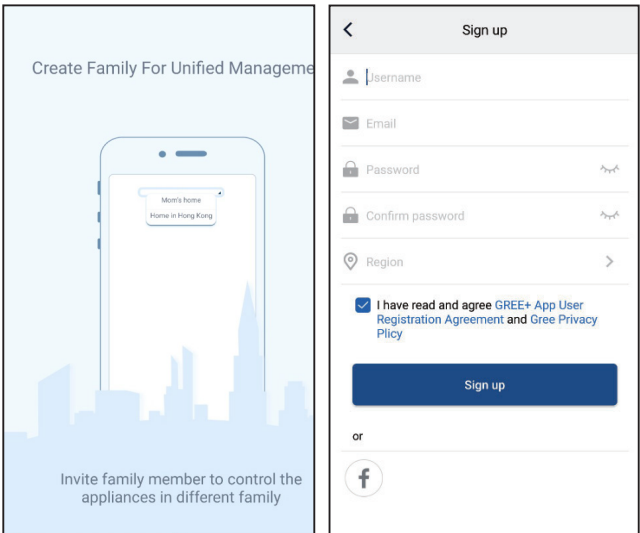 Create Family For Unified Manageme
Mom's home
Home in Hong Kong
Invite family member to control the
appliances in different family
Sign up
Username
Email
Password
Confirm password
Region
I have read and agree GREE+ App User
Registration Agreement and Gree Privacy
Plicy
Sign up
or